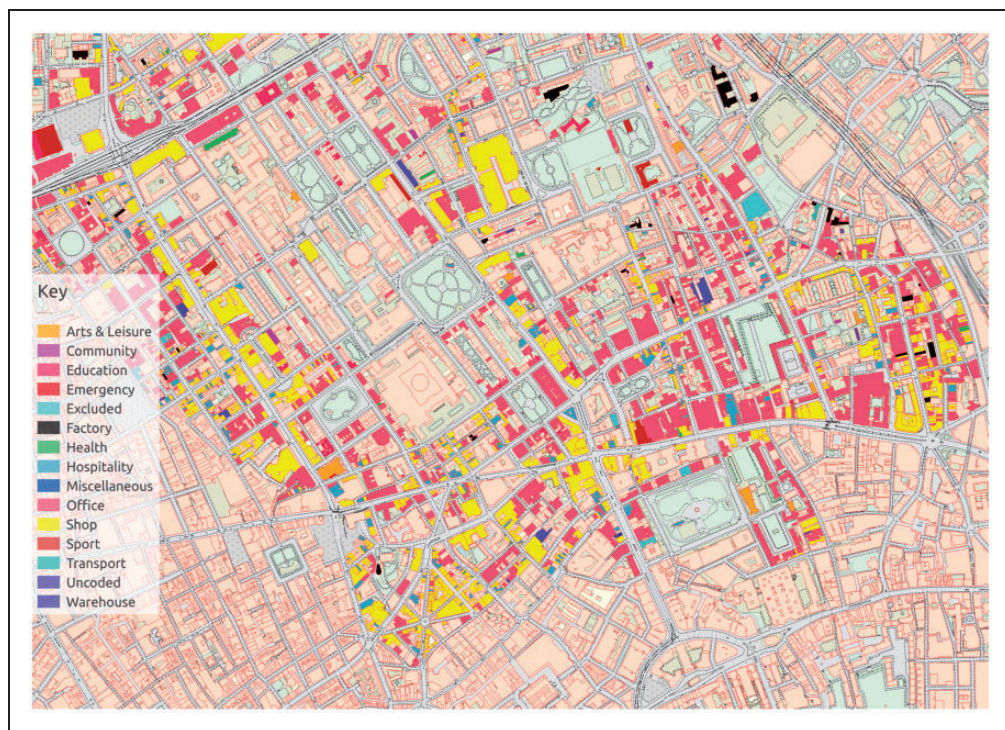 Key
Arts & Leisure
Community
Education
Emergency
Excluded
Factory
Health
Hospitality
Miscellaneous
Office
Shop
Sport
Transport
Uncoded
Warehouse